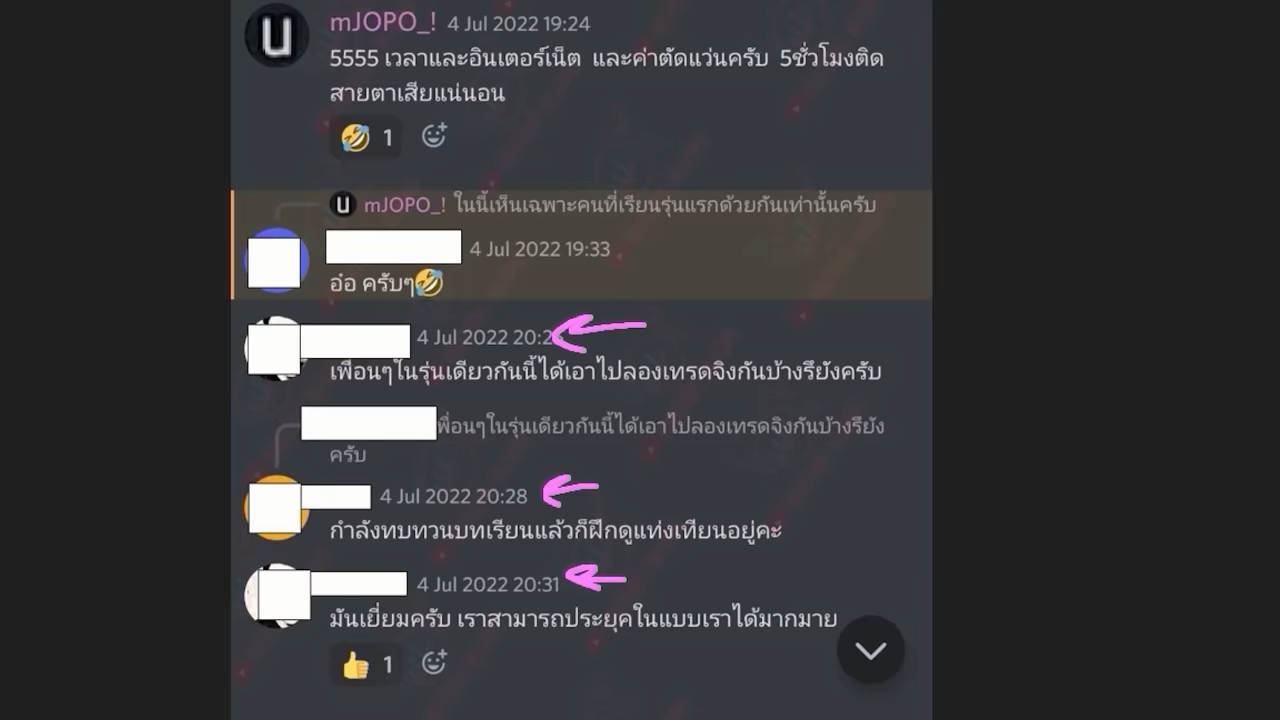 mJOPO_! 4 Jul 2022 19:24
5555 เวลาและอินเตอร์เน็ต และค่าตัดแว่นครับ 5ชั่วโมงติด
สายตาเสียแน่นอน
1
mJOPO_! ในนี้เห็นเฉพาะคนที่เรียนรุ่นแรกด้วยกันเท่านั้นครับ
4 Jul 2022 19:33
อ๋อ ครับๆ🤣
4 Jul 2022
เพื่อนๆในรุ่นเดียวกันนี้ได้เอาไปลองเทรดจิงกันบ้างรึยังครับ
พื่อนๆในรุ่นเดียวกันนี้ได้เอาไปลองเทรดจิงกันบ้างรึยัง
ครับ
4 Jul 2022 20:28
กำลังทบทวนบทเรียนแล้วก็ฝึกดูแท่งเทียนอยู่คะ
4 Jul 2022 20:31
มันเยี่ยมครับ เราสามารถประยุคในแบบเราได้มากมาย
1